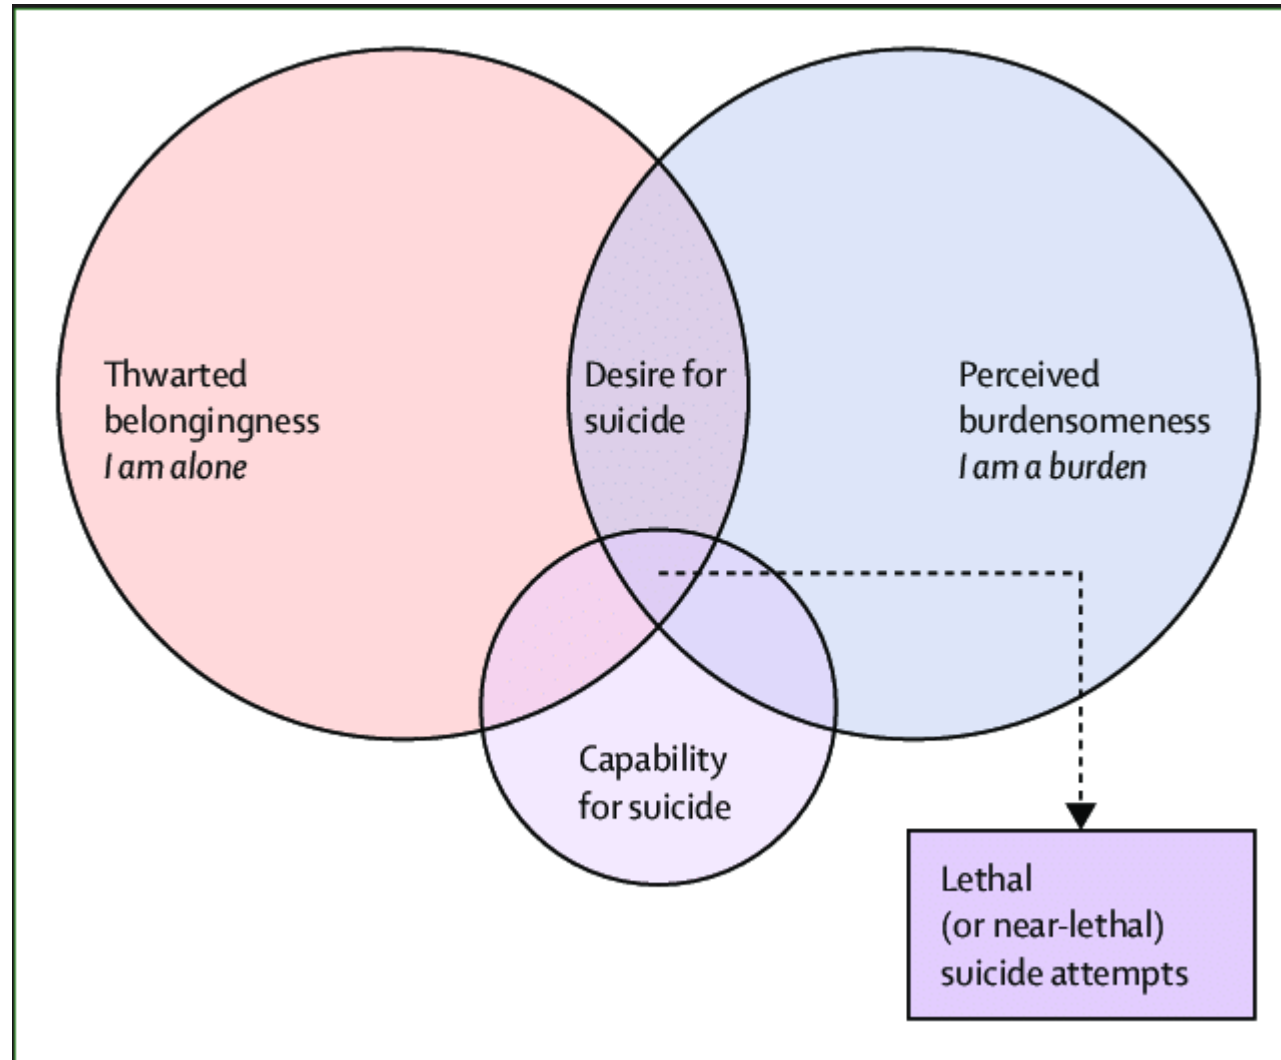 Thwarted
belongingness
I am alone
Desire for
suicide
Perceived
burdensomeness
I am a burden
Capability
for suicide
Lethal
(or near-lethal)
suicide attempts